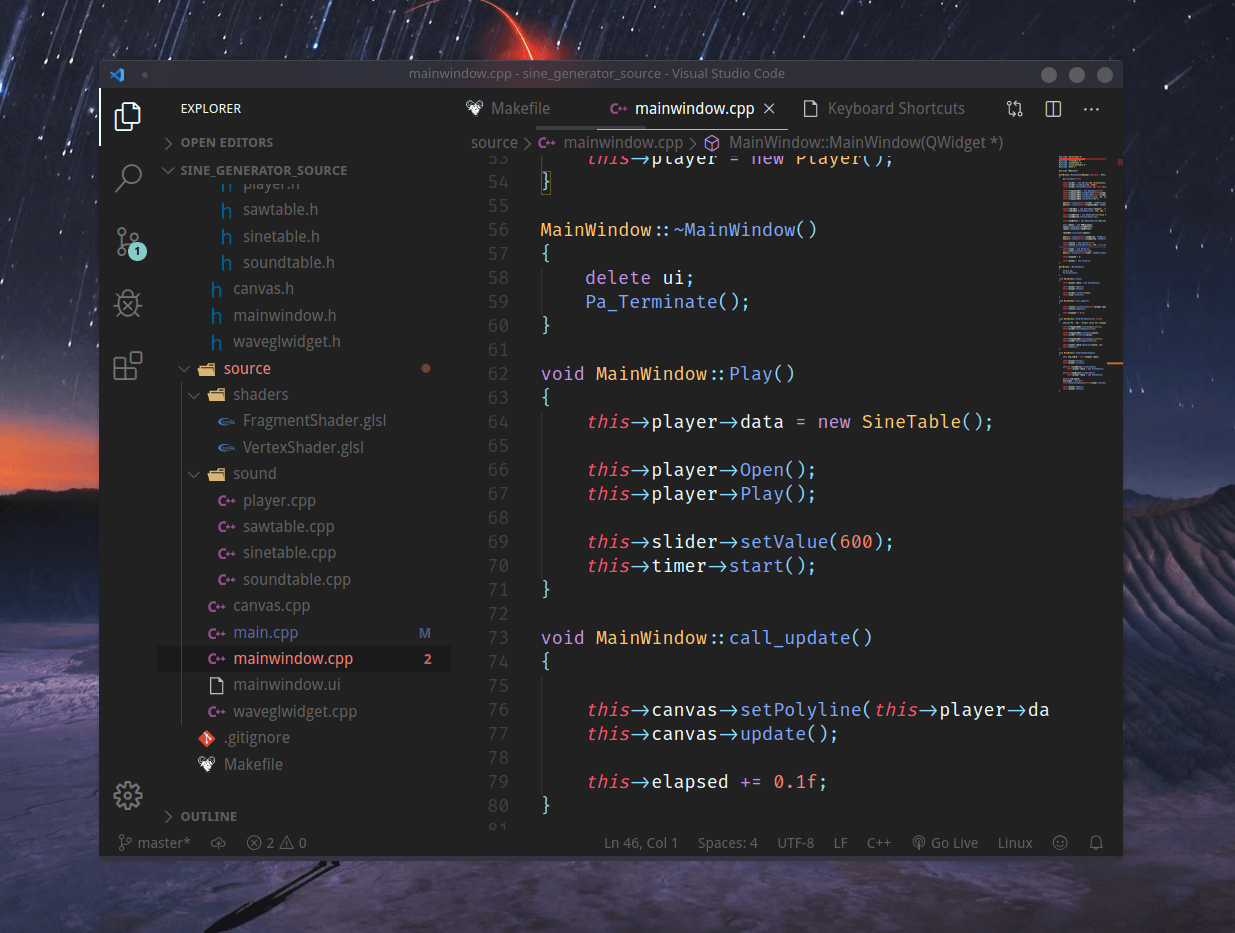 mainwindow.cpp - sine_generator_source - Visual Studio Code
EXPLORER
OPEN EDITORS
SINE_GENERATOR_SOURCE
player.h
h sawtable.h
h sinetable.h
h soundtable.h
h canvas.h
h mainwindow.h
h waveglwidget.h
source
shaders
FragmentShader.glsl
VertexShader.glsl
sound
C++ player.cpp
C++ sawtable.cpp
C++ sinetable.cpp
C++ soundtable.cpp
C++ canvas.cpp
C++ main.cpp M
C++ mainwindow.cpp 2
mainwindow.ui
C++ waveglwidget.cpp
.gitignore
Makefile
OUTLINE
1
Makefile C++ mainwindow.cpp × Keyboard Shortcuts
source > C++ mainwindow.cpp > MainWindow::MainWindow(QWidget *)
53 this->player = new Player();
54 }
55
56 MainWindow::~MainWindow()
57 {
58 delete ui;
59 Pa_Terminate();
60 }
61
62 void MainWindow::Play()
63 {
64 this->player->data = new SineTable();
65
66 this->player->Open();
67 this->player->Play();
68
69 this->slider->setValue(600);
70 this->timer->start();
71 }
72
73 void MainWindow::call_update()
74 {
75
76 this->canvas->setPolyline(this->player->da
77 this->canvas->update();
78
79 this->elapsed += 0.1f;
80 }
81
master* 2 0 Ln 46, Col 1 Spaces: 4 UTF-8 LF C++ Go Live Linux